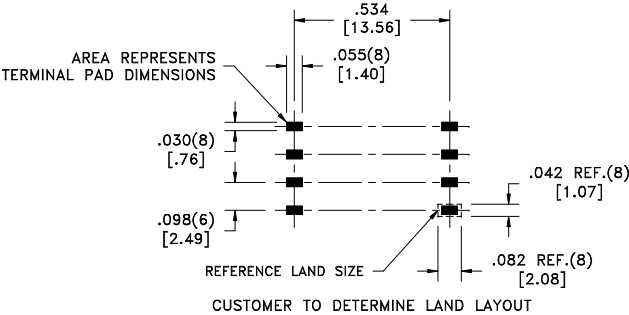 .534
[13.56]
AREA REPRESENTS
TERMINAL PAD DIMENSIONS
.055(8)
[1.40]
.030(8)
[.76]
.042 REF.(8)
[1.07]
.098(6)
[2.49]
REFERENCE LAND SIZE
.082 REF.(8)
[2.08]
CUSTOMER TO DETERMINE LAND LAYOUT